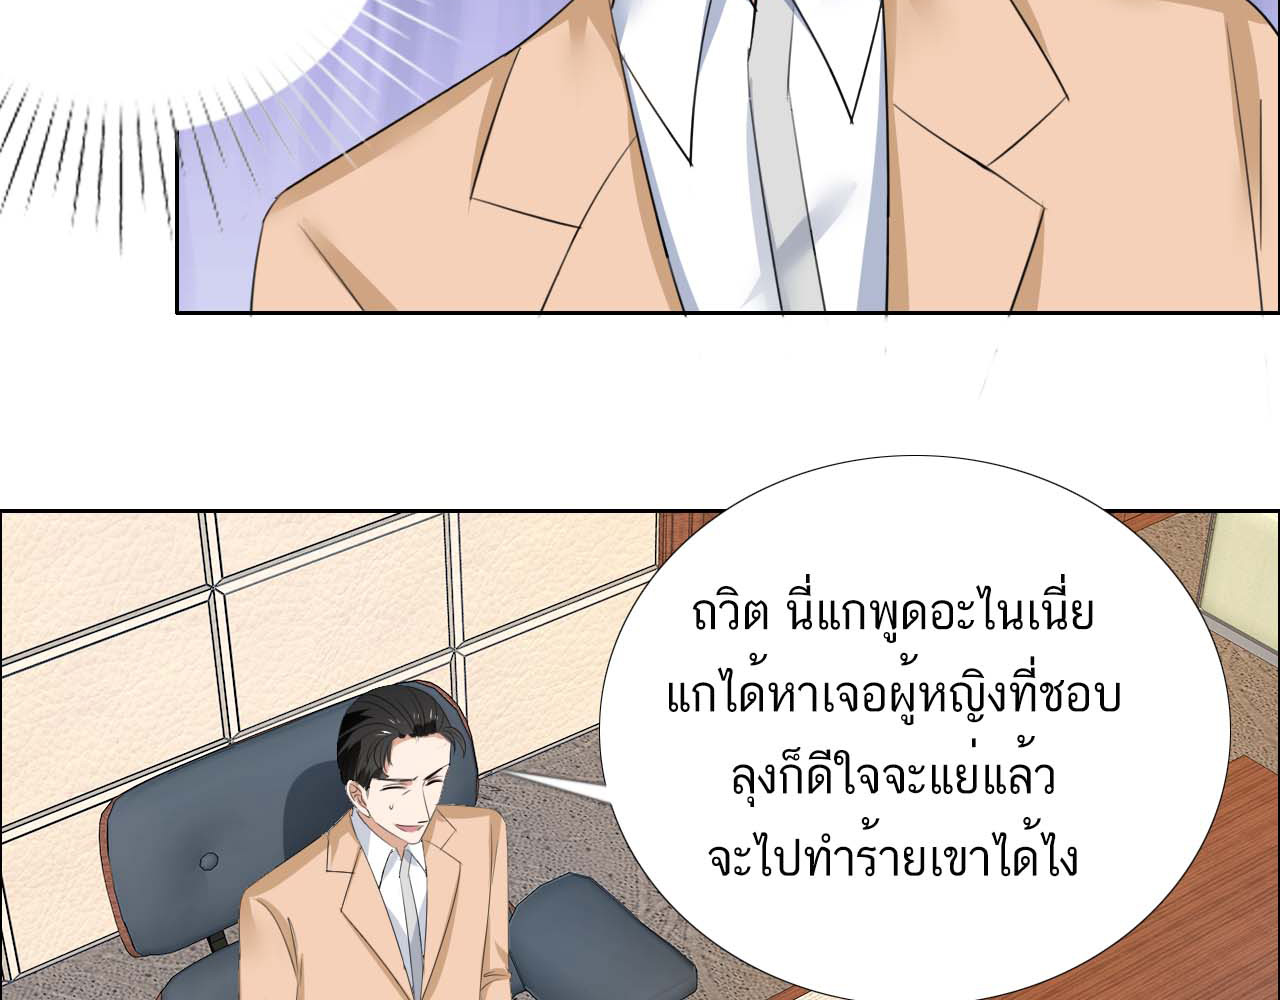 ถวิต นี่แกพูดอะไนเนี่ย
แกได้หาเจอผู้หญิงที่ชอบ
ลุงก็ดีใจจะแย่แล้ว
จะไปทำร้ายเขาได้ไง